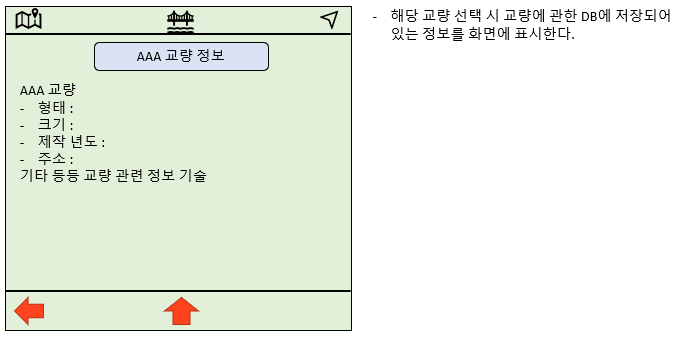 AAA 교량 정보
AAA 교량
- 형태 :
- 크기 :
- 제작 년도 :
- 주소 :
기타 등등 교량 관련 정보 기술
- 해당 교량 선택 시 교량에 관한 DB에 저장되어
있는 정보를 화면에 표시한다.